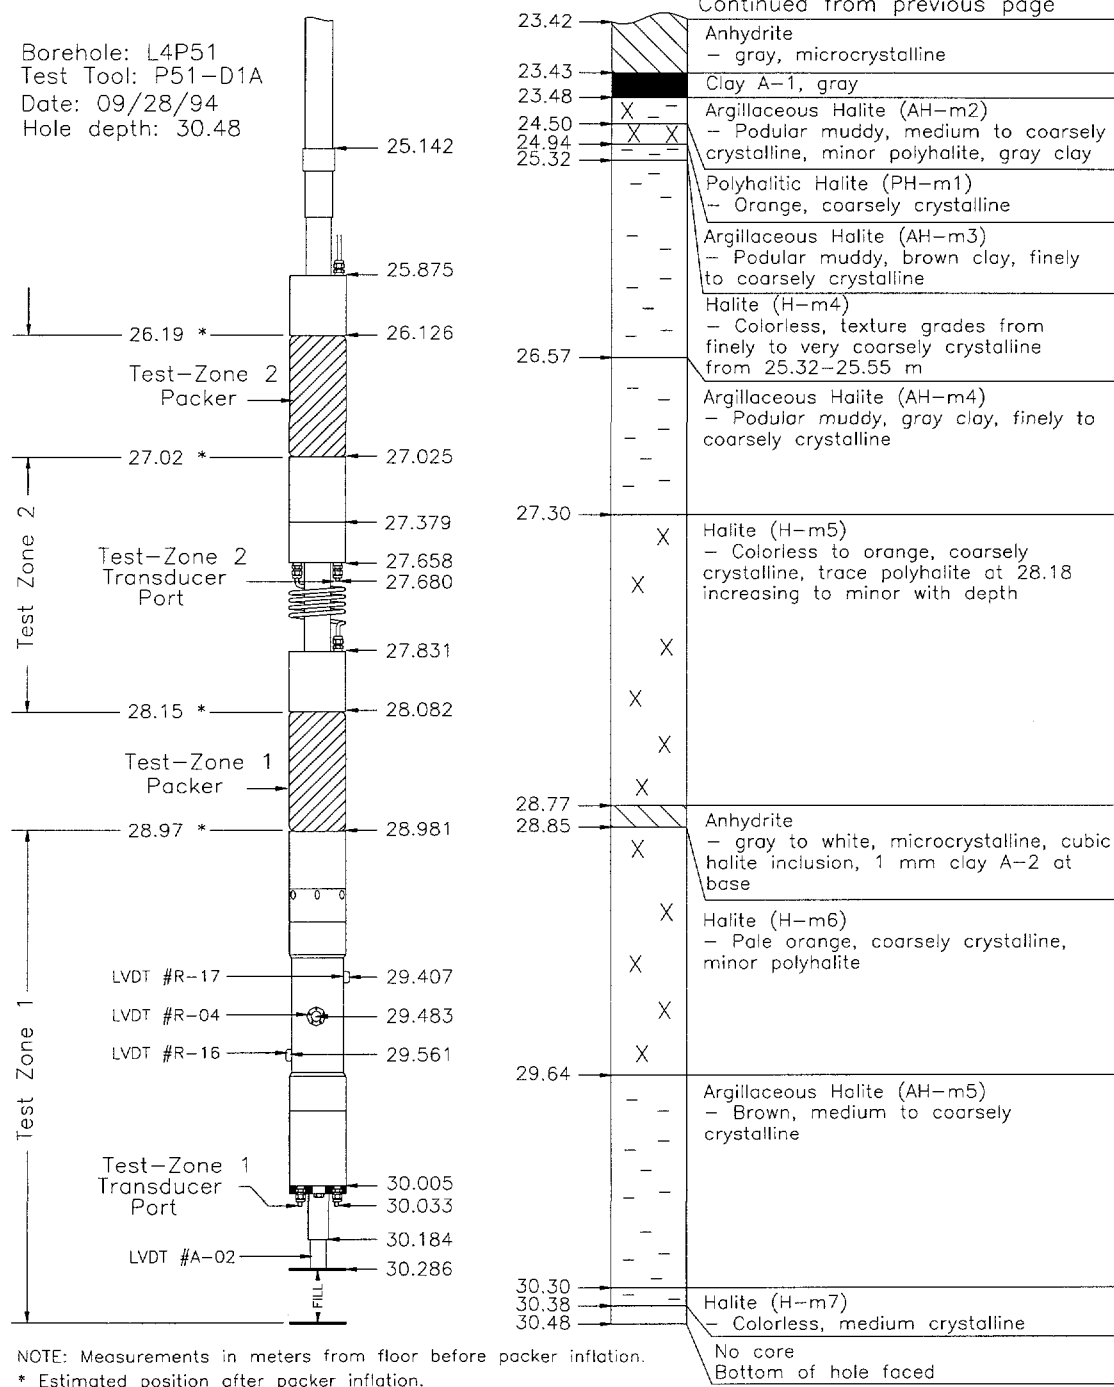 Continued from previous page
Borehole: L4P51
Test Tool: P51-D1A
Date: 09/28/94
Hole depth: 30.48
25.142
25.875
26.19 *
26.126
Test-Zone 2
Packer
27.02 *
27.025
Test Zone 2
27.379
Test-Zone 2
Transducer
Port
27.658
27.680
27.831
28.15 *
28.082
Test-Zone 1
Packer
28.97 *
28.981
Test Zone 1
LVDT #R-17
29.407
LVDT #R-04
29.483
LVDT #R-16
29.561
Test-Zone 1
Transducer
Port
30.005
30.033
30.184
LVDT #A-02
30.286
FILL
23.42
Anhydrite
- gray, microcrystalline
23.43
Clay A-1, gray
23.48
Argillaceous Halite (AH-m2)
- Podular muddy, medium to coarsely
crystalline, minor polyhalite, gray clay
24.50
24.94
25.32
Polyhalitic Halite (PH-m1)
- Orange, coarsely crystalline
Argillaceous Halite (AH-m3)
- Podular muddy, brown clay, finely
to coarsely crystalline
Halite (H-m4)
- Colorless, texture grades from
finely to very coarsely crystalline
from 25.32-25.55 m
26.57
Argillaceous Halite (AH-m4)
- Podular muddy, gray clay, finely to
coarsely crystalline
27.30
Halite (H-m5)
- Colorless to orange, coarsely
crystalline, trace polyhalite at 28.18
increasing to minor with depth
28.77
28.85
Anhydrite
- gray to white, microcrystalline, cubic
halite inclusion, 1 mm clay A-2 at
base
Halite (H-m6)
- Pale orange, coarsely crystalline,
minor polyhalite
29.64
Argillaceous Halite (AH-m5)
- Brown, medium to coarsely
crystalline
30.30
30.38
30.48
Halite (H-m7)
- Colorless, medium crystalline
No core
Bottom of hole faced
NOTE: Measurements in meters from floor before packer inflation.
* Estimated position after packer inflation.